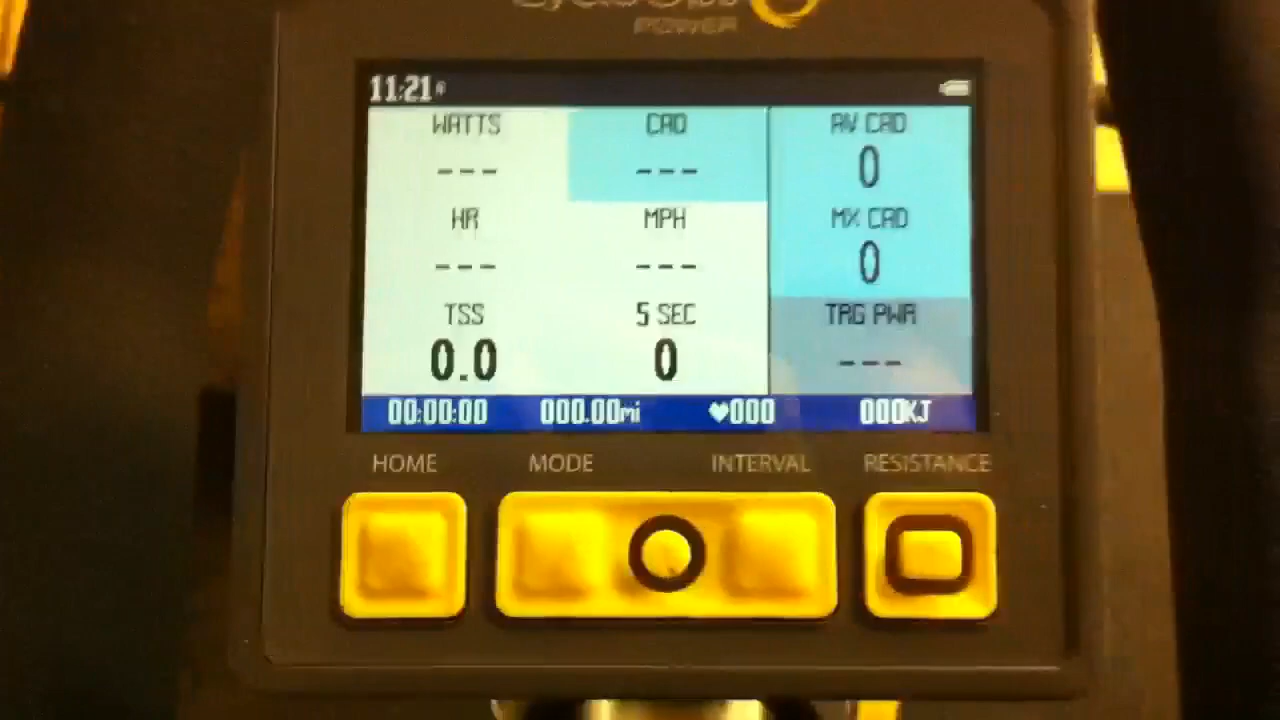 POWER
11:21
WATTS CAD AV CAD
--- --- 0
HR MPH MX CAD
--- --- 0
TSS 5 SEC TRG PWR
0.0 0 ---
00:00:00 000.00mi ♥000 000KJ
HOME MODE INTERVAL RESISTANCE